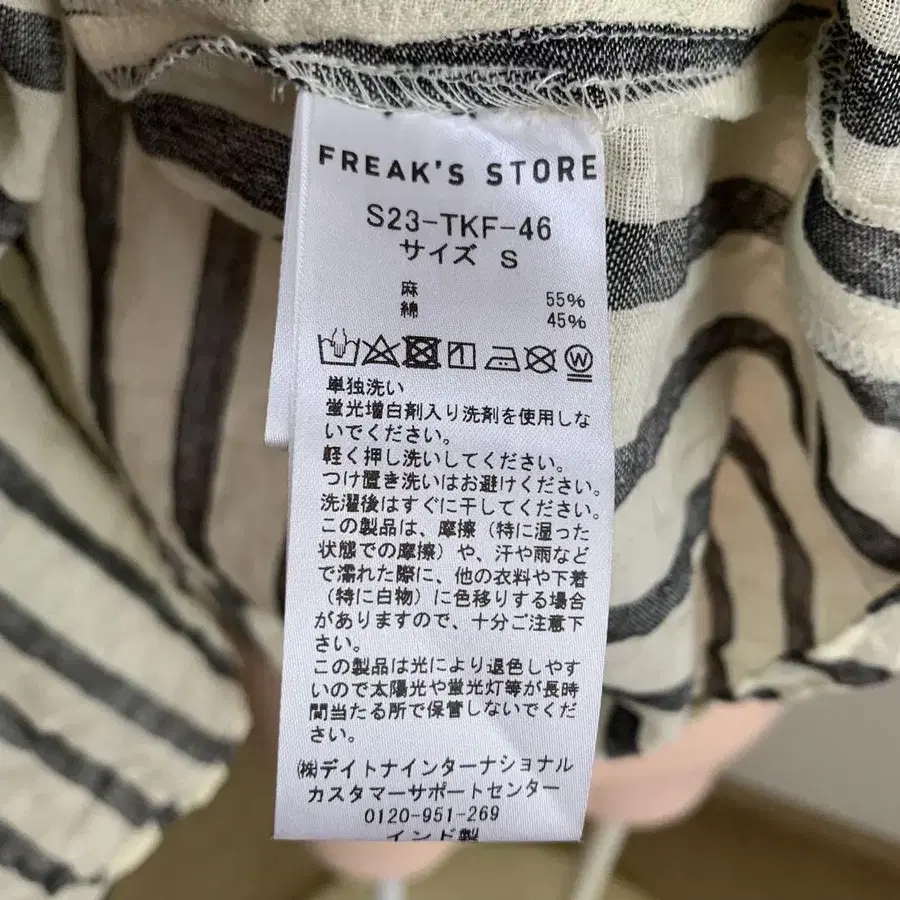 FREAK'S STORE
S23-TKF-46
サイズ S
麻 55%
綿 45%
W
単独洗い
蛍光増白剤入り洗剤を使用しな
いでください。
軽く押し洗いしてください。
つけ置き洗いはお避けください。
洗濯後はすぐに干してください。
この製品は、摩擦（特に湿った
状態での摩擦）や、汗や雨など
で濡れた際に、他の衣料や下着
（特に白物）に色移りする場合
がありますので、十分ご注意下
さい。
この製品は光により退色しやす
いので太陽光や蛍光灯等が長時
間当たる所で保管しないでくだ
さい。
㈱デイトナインターナショナル
カスタマーサポートセンター
0120-951-269
インド製